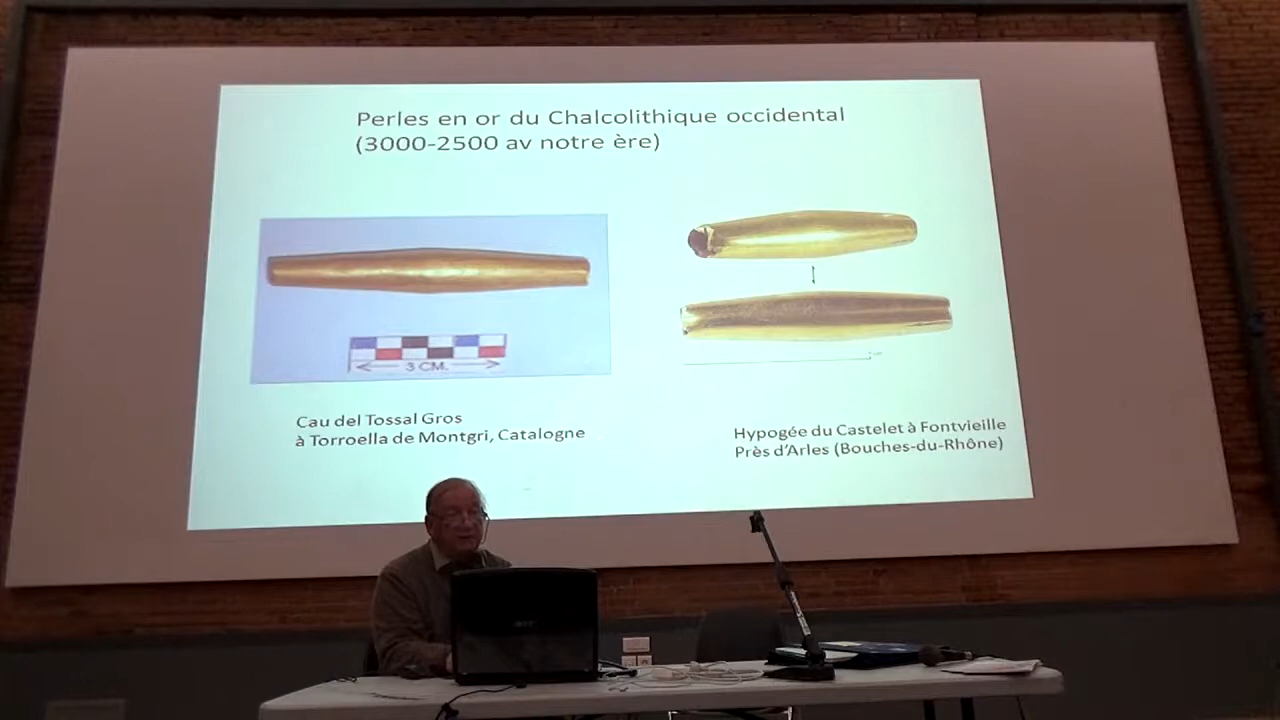 Perles en or du Chalcolithique occidental
(3000-2500 av notre ère)
3 CM.
Cau del Tossal Gros
à Torroella de Montgri, Catalogne
Hypogée du Castelet à Fontvieille
Près d'Arles (Bouches-du-Rhône)
acer